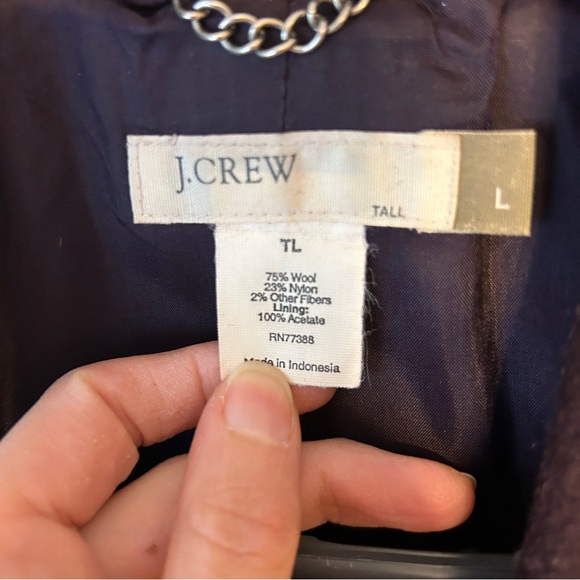 J.CREW
TALL
L
TL
75% Wool
23% Nylon
2% Other Fibers
Lining:
100% Acetate
RN77388
Made in Indonesia